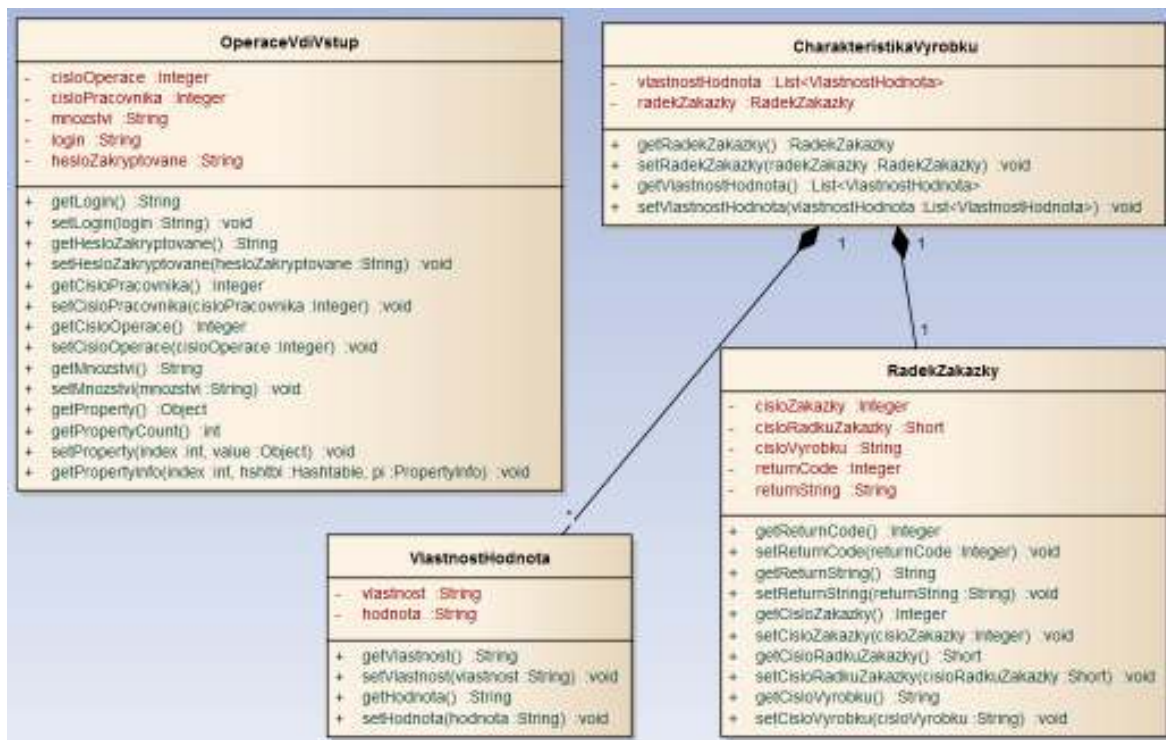 OperaceVdiVstup
- cisloOperace :Integer
- cisloPracovnika :Integer
- mnozstvi :String
- login :String
- hesloZakryptovane :String
+ getLogin() :String
+ setLogin(login :String) :void
+ getHesloZakryptovane() :String
+ setHesloZakryptovane(hesloZakryptovane :String) :void
+ getCisloPracovnika() :Integer
+ setCisloPracovnika(cisloPracovnika :Integer) :void
+ getCisloOperace() :Integer
+ setCisloOperace(cisloOperace :Integer) :void
+ getMnozstvi() :String
+ setMnozstvi(mnozstvi :String) :void
+ getProperty() :Object
+ getPropertyCount() :int
+ setProperty(index :int, value :Object) :void
+ getPropertyInfo(index :int, hshtbl :Hashtable, pi :PropertyInfo) :void
CharakteristikaVyrobku
- vlastnostHodnota :List<VlastnostHodnota>
- radekZakazky :RadekZakazky
+ getRadekZakazky() :RadekZakazky
+ setRadekZakazky(radekZakazky :RadekZakazky) :void
+ getVlastnostHodnota() :List<VlastnostHodnota>
+ setVlastnostHodnota(vlastnostHodnota :List<VlastnostHodnota>) :void
1
1
1
*
VlastnostHodnota
- vlastnost :String
- hodnota :String
+ getVlastnost() :String
+ setVlastnost(vlastnost :String) :void
+ getHodnota() :String
+ setHodnota(hodnota :String) :void
RadekZakazky
- cisloZakazky :Integer
- cisloRadkuZakazky :Short
- cisloVyrobku :String
- returnCode :Integer
- returnString :String
+ getReturnCode() :Integer
+ setReturnCode(returnCode :Integer) :void
+ getReturnString() :String
+ setReturnString(returnString :String) :void
+ getCisloZakazky() :Integer
+ setCisloZakazky(cisloZakazky :Integer) :void
+ getCisloRadkuZakazky() :Short
+ setCisloRadkuZakazky(cisloRadkuZakazky :Short) :void
+ getCisloVyrobku() :String
+ setCisloVyrobku(cisloVyrobku :String) :void